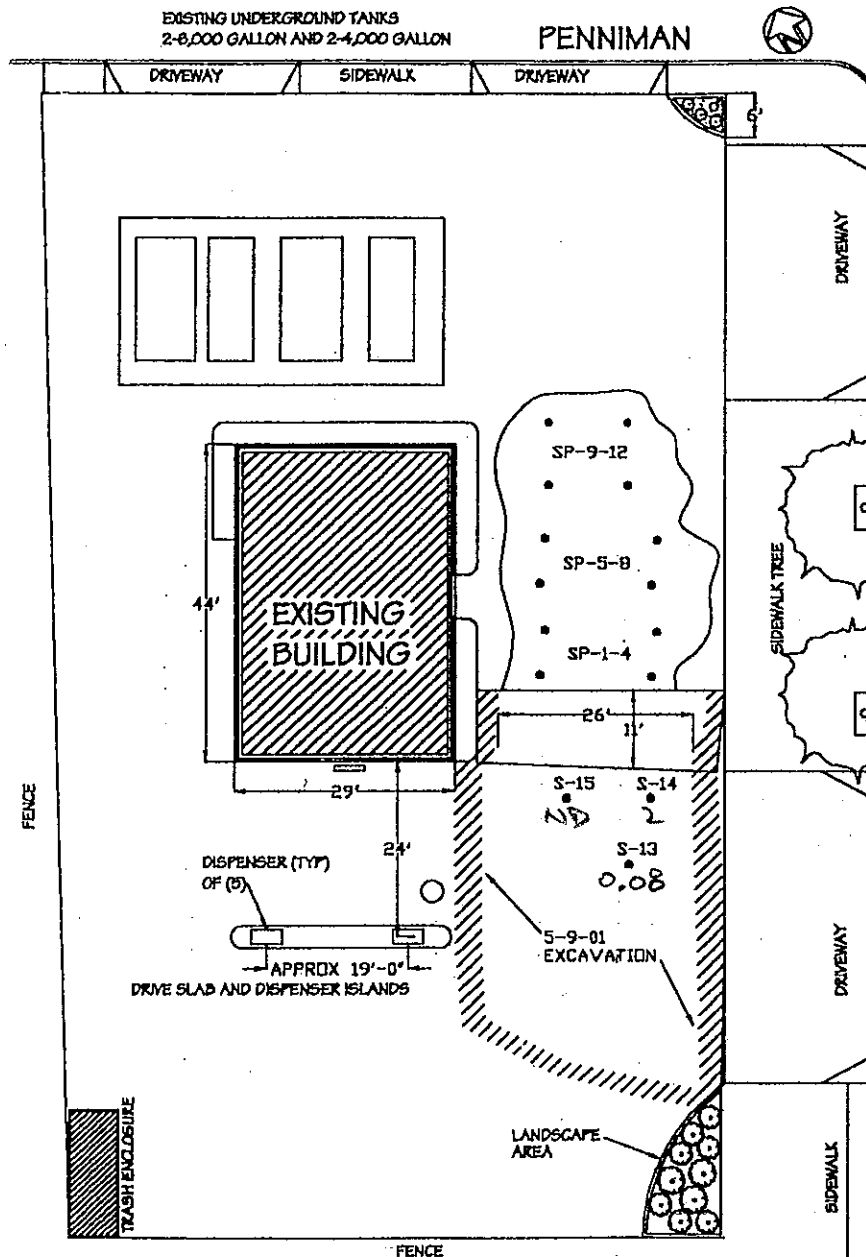 EXISTING UNDERGROUND TANKS
2-8,000 GALLON AND 2-4,000 GALLON
PENNIMAN
N
DRIVEWAY
SIDEWALK
DRIVEWAY
6'
DRIVEWAY
SP-9-12
SP-5-8
SP-1-4
SIDEWALK TREE
44'
EXISTING
BUILDING
26'
11'
29'
24'
S-15
S-14
ND
2
S-13
0.08
FENCE
DISPENSER (TYP)
5-9-01
EXCAVATION
APPROX 19'-0"
DRIVE SLAB AND DISPENSER ISLANDS
DRIVEWAY
TRASH ENCLOSURE
LANDSCAPE
AREA
SIDEWALK
FENCE